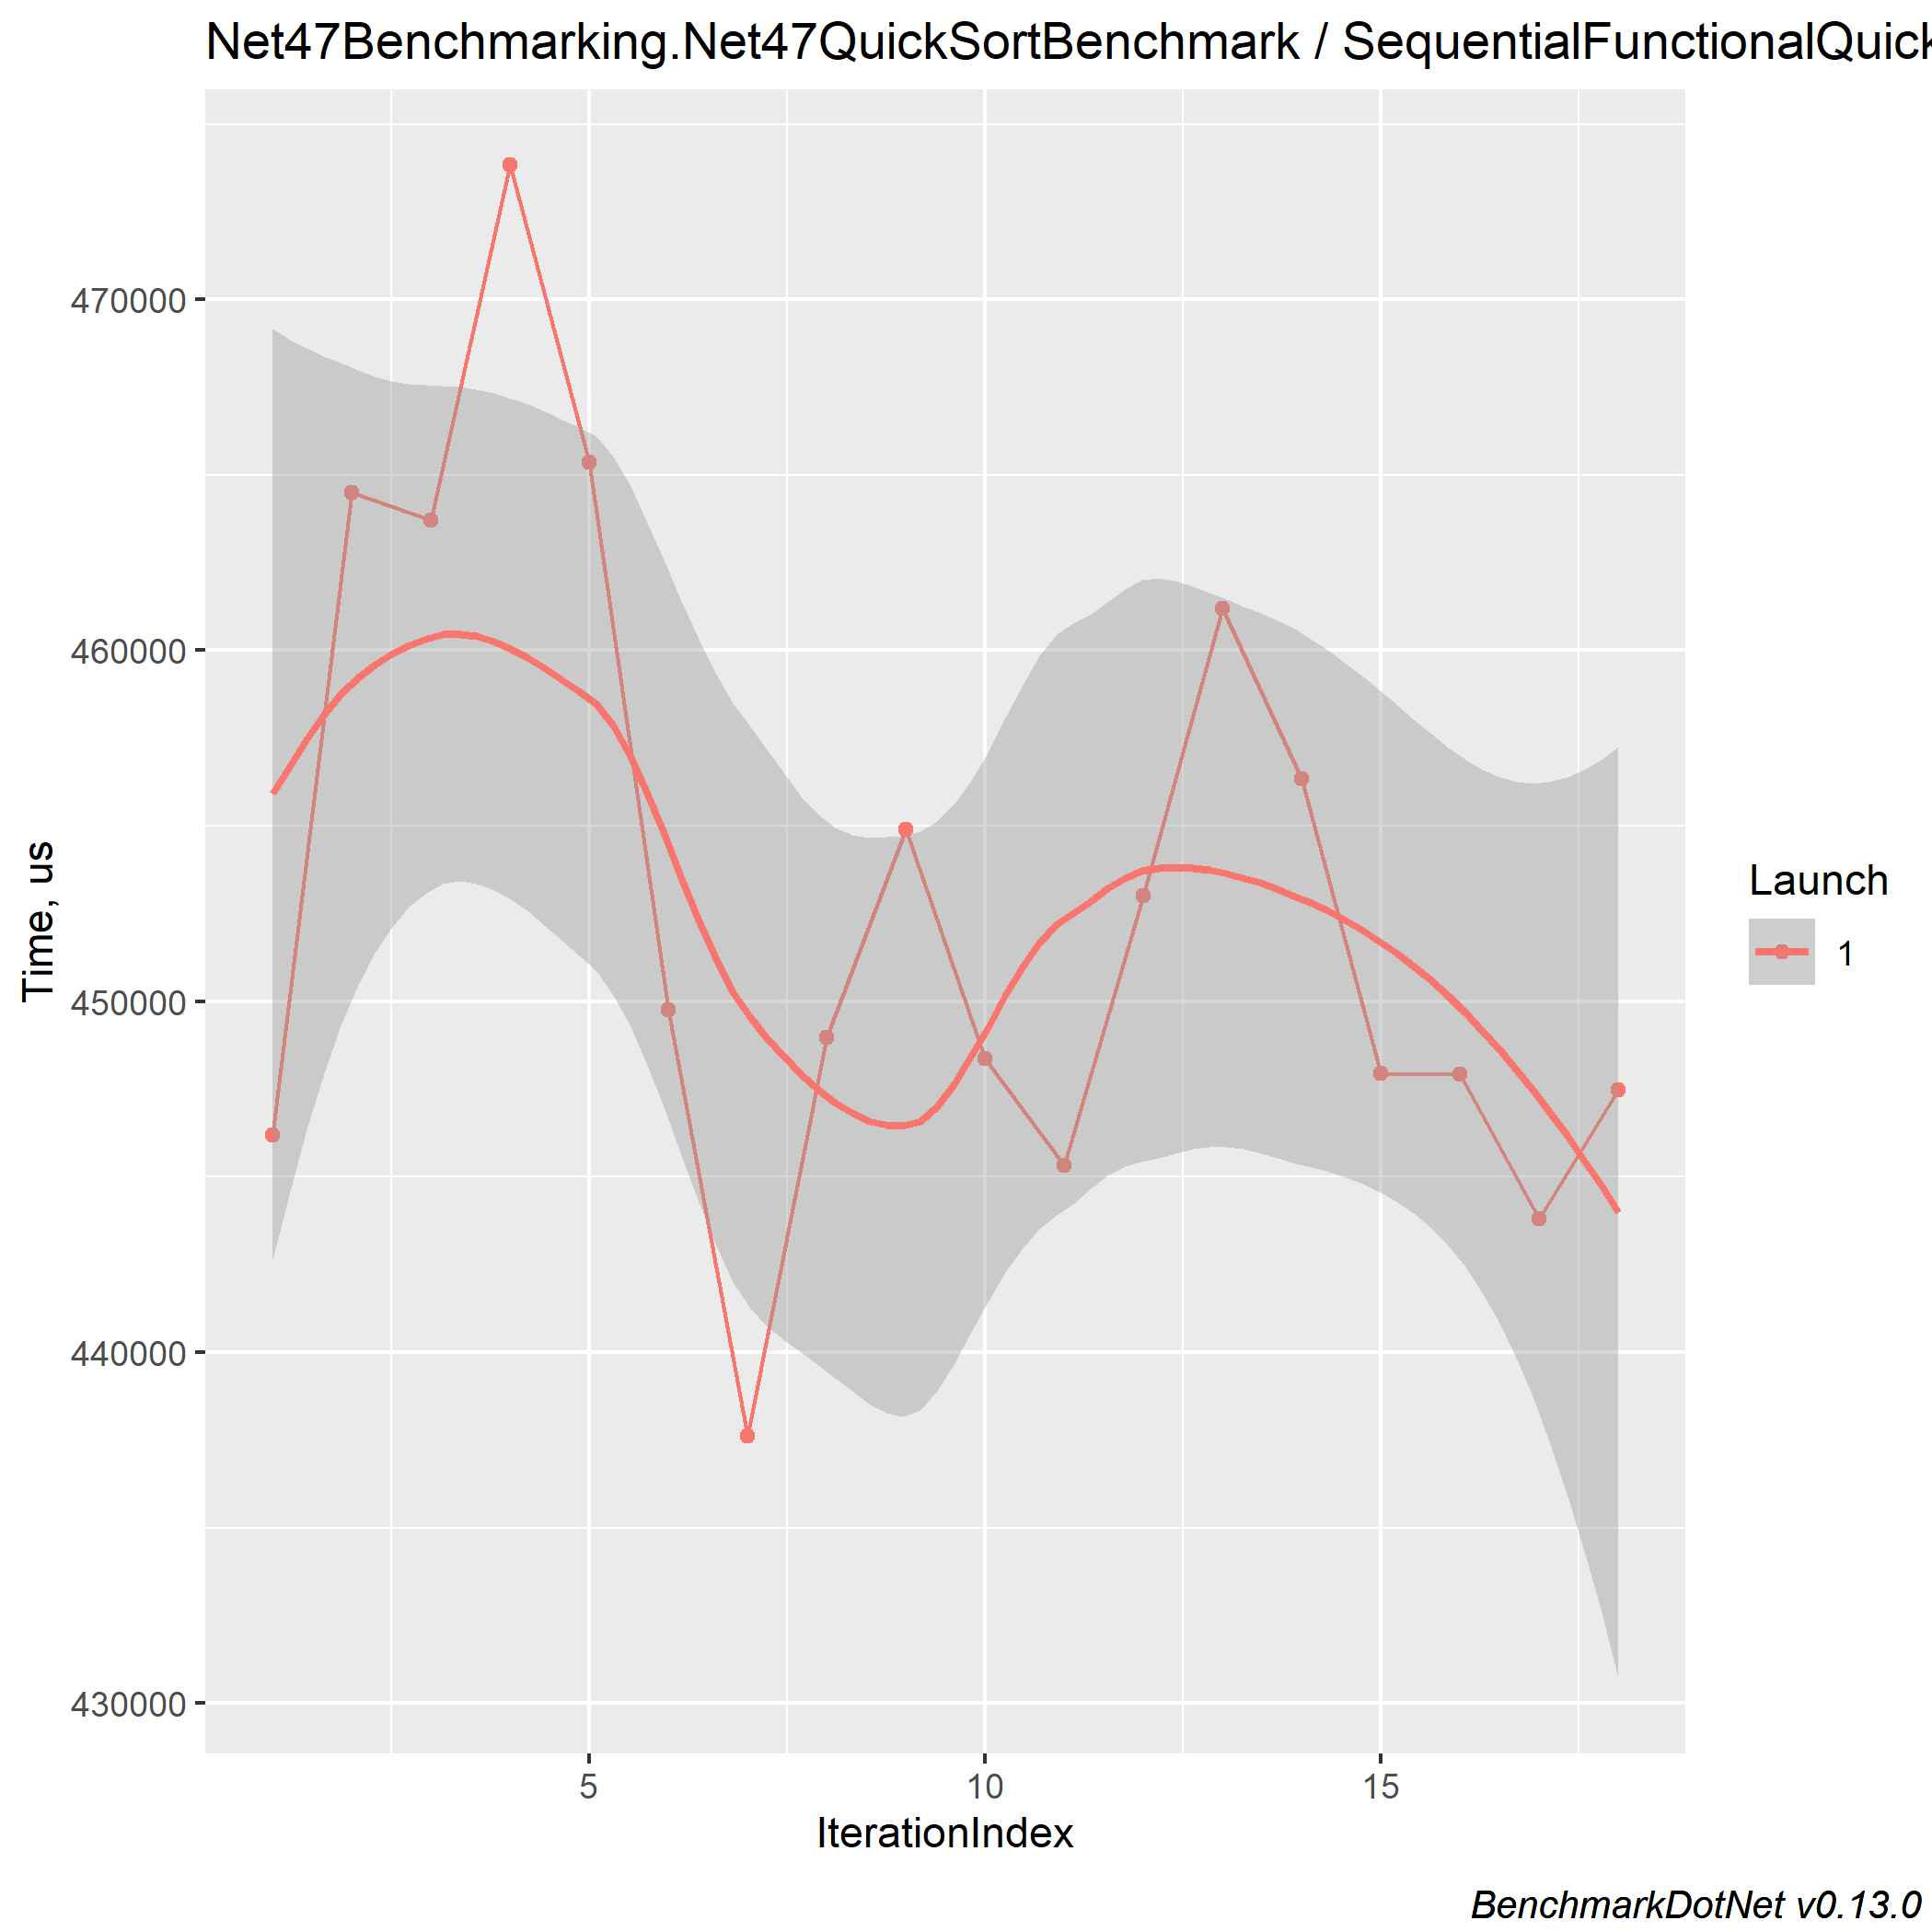 Net47Benchmarking.Net47QuickSortBenchmark / SequentialFunctionalQuick
470000
460000
450000
440000
430000
Time, us
5
10
15
IterationIndex
Launch
1
BenchmarkDotNet v0.13.0